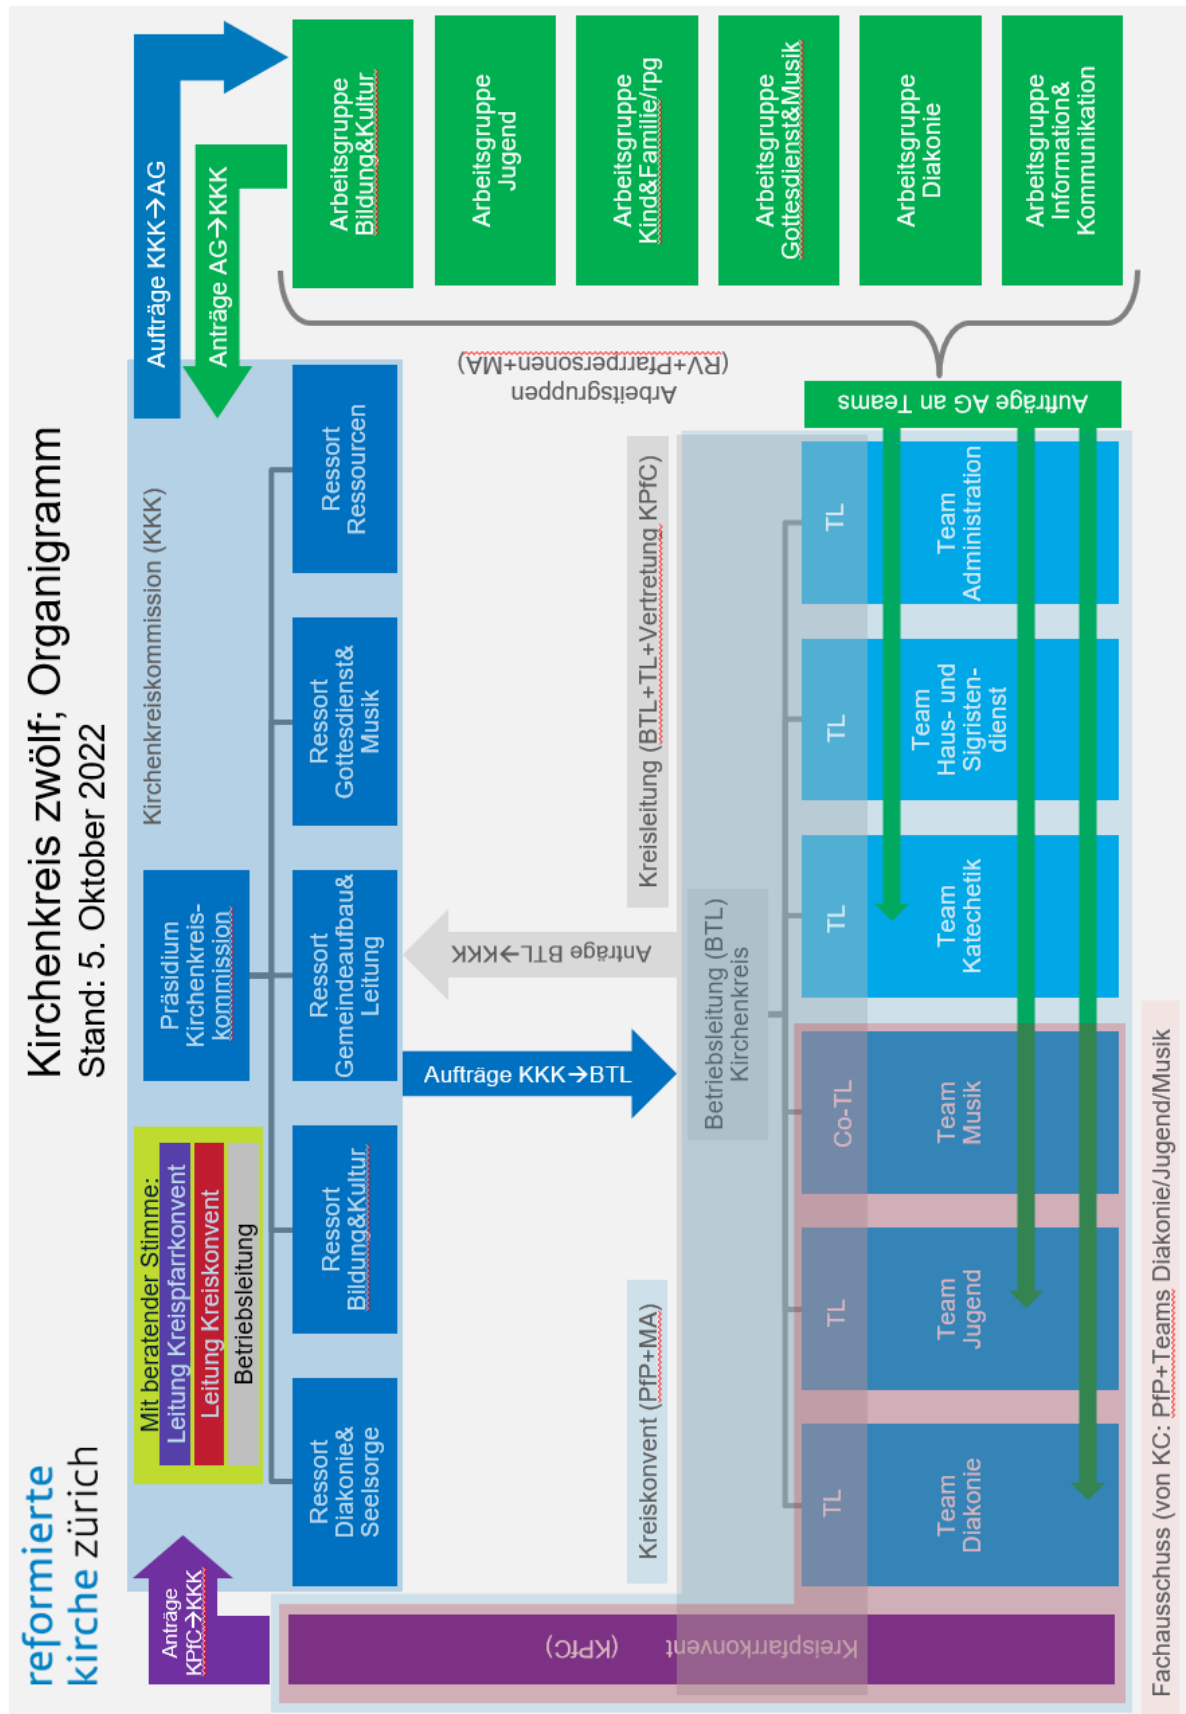 reformierte
kirche zürich
Kirchenkreis zwölf; Organigramm
Stand: 5. Oktober 2022
Anträge
KPfC→KKK
Mit beratender Stimme:
Leitung Kreispfarrkonvent
Leitung Kreiskonvent
Betriebsleitung
Präsidium
Kirchenkreis-
kommission
Kirchenkreiskommission (KKK)
Aufträge KKK→AG
Anträge AG→KKK
Ressort
Diakonie&
Seelsorge
Ressort
Bildung&Kultur
Ressort
Gemeindeaufbau&
Leitung
Ressort
Gottesdienst&
Musik
Ressort
Ressourcen
Arbeitsgruppe
Bildung&Kultur
Arbeitsgruppe
Jugend
Arbeitsgruppe
Kind&Familie/rpg
Arbeitsgruppe
Gottesdienst&Musik
Arbeitsgruppe
Diakonie
Arbeitsgruppe
Information&
Kommunikation
Arbeitsgruppen
(RV+Pfarrpersonen+MA)
Aufträge KKK→BTL
Anträge BTL→KKK
Kreiskonvent (PfP+MA)
Kreisleitung (BTL+TL+Vertretung KPfC)
Betriebsleitung (BTL)
Kirchenkreis
Aufträge AG an Teams
Kreispfarrkonvent (KPfC)
TL
Team
Diakonie
TL
Team
Jugend
Co-TL
Team
Musik
TL
Team
Katechetik
TL
Team
Haus- und
Sigristen-
dienst
TL
Team
Administration
Fachausschuss (von KC: PfP+Teams Diakonie/Jugend/Musik